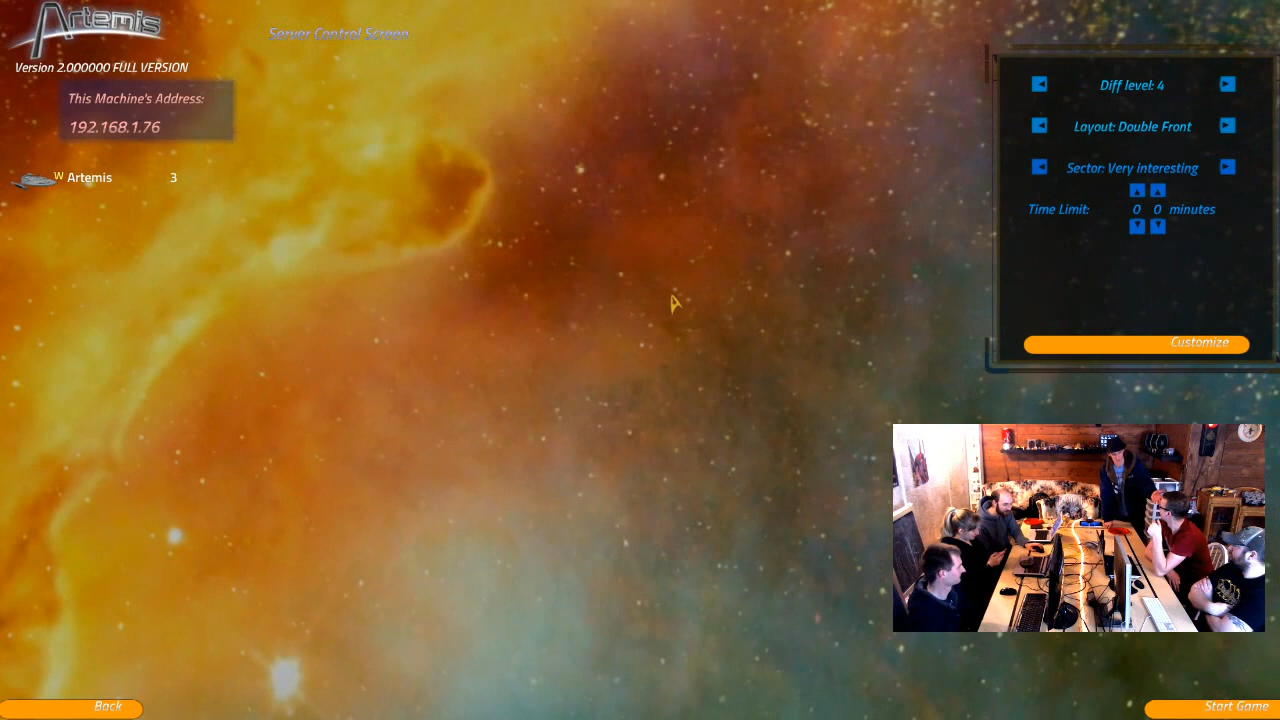 Artemis
Server Control Screen
Version 2.000000 FULL VERSION
This Machine's Address:
192.168.1.76
W Artemis 3
Diff level: 4
Layout: Double Front
Sector: Very interesting
Time Limit: 0 0 minutes
Customize
Back
Start Game